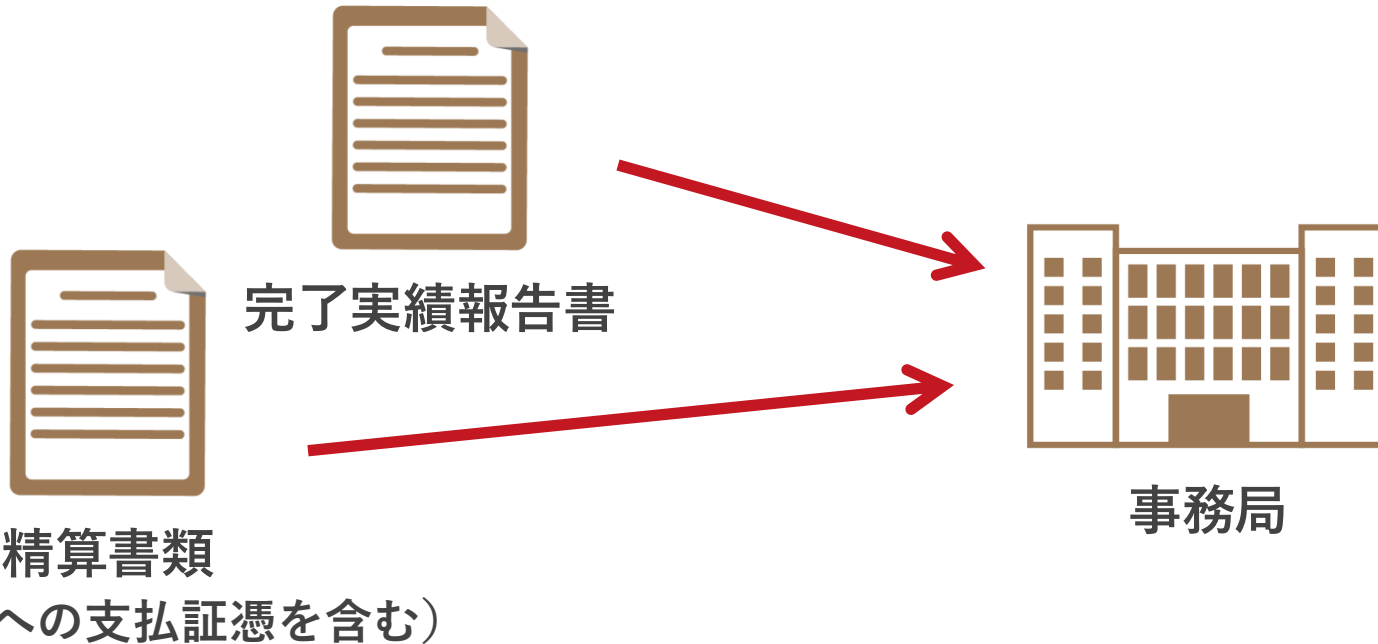 完了実績報告書
事務局
精算書類
への支払証憑を含む）